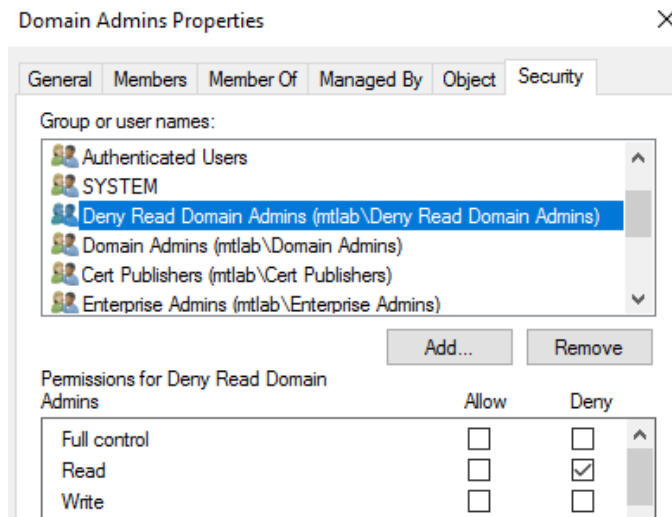 Domain Admins Properties
General Members Member Of Managed By Object Security
Group or user names:
Authenticated Users
SYSTEM
Deny Read Domain Admins (mtlab\Deny Read Domain Admins)
Domain Admins (mtlab\Domain Admins)
Cert Publishers (mtlab\Cert Publishers)
Enterprise Admins (mtlab\Enterprise Admins)
Add... Remove
Permissions for Deny Read Domain
Admins Allow Deny
Full control
Read
Write